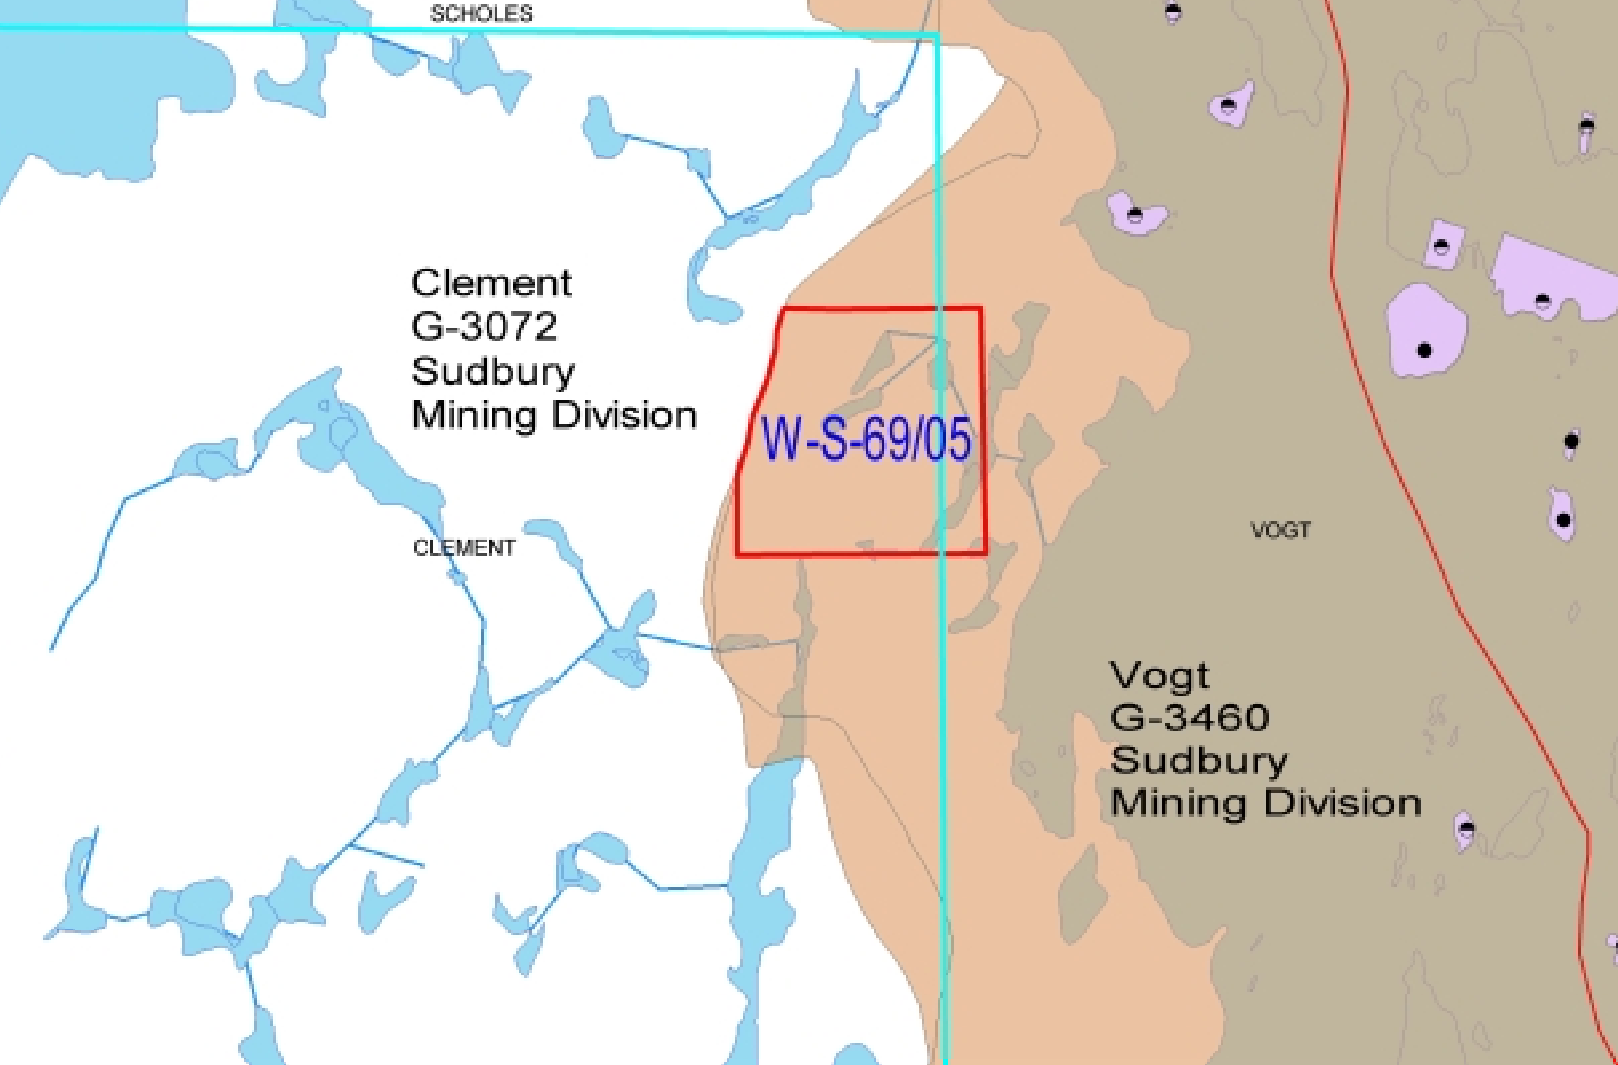 SCHOLES
Clement
G-3072
Sudbury
Mining Division
W-S-69/05
CLEMENT
VOGT
Vogt
G-3460
Sudbury
Mining Division